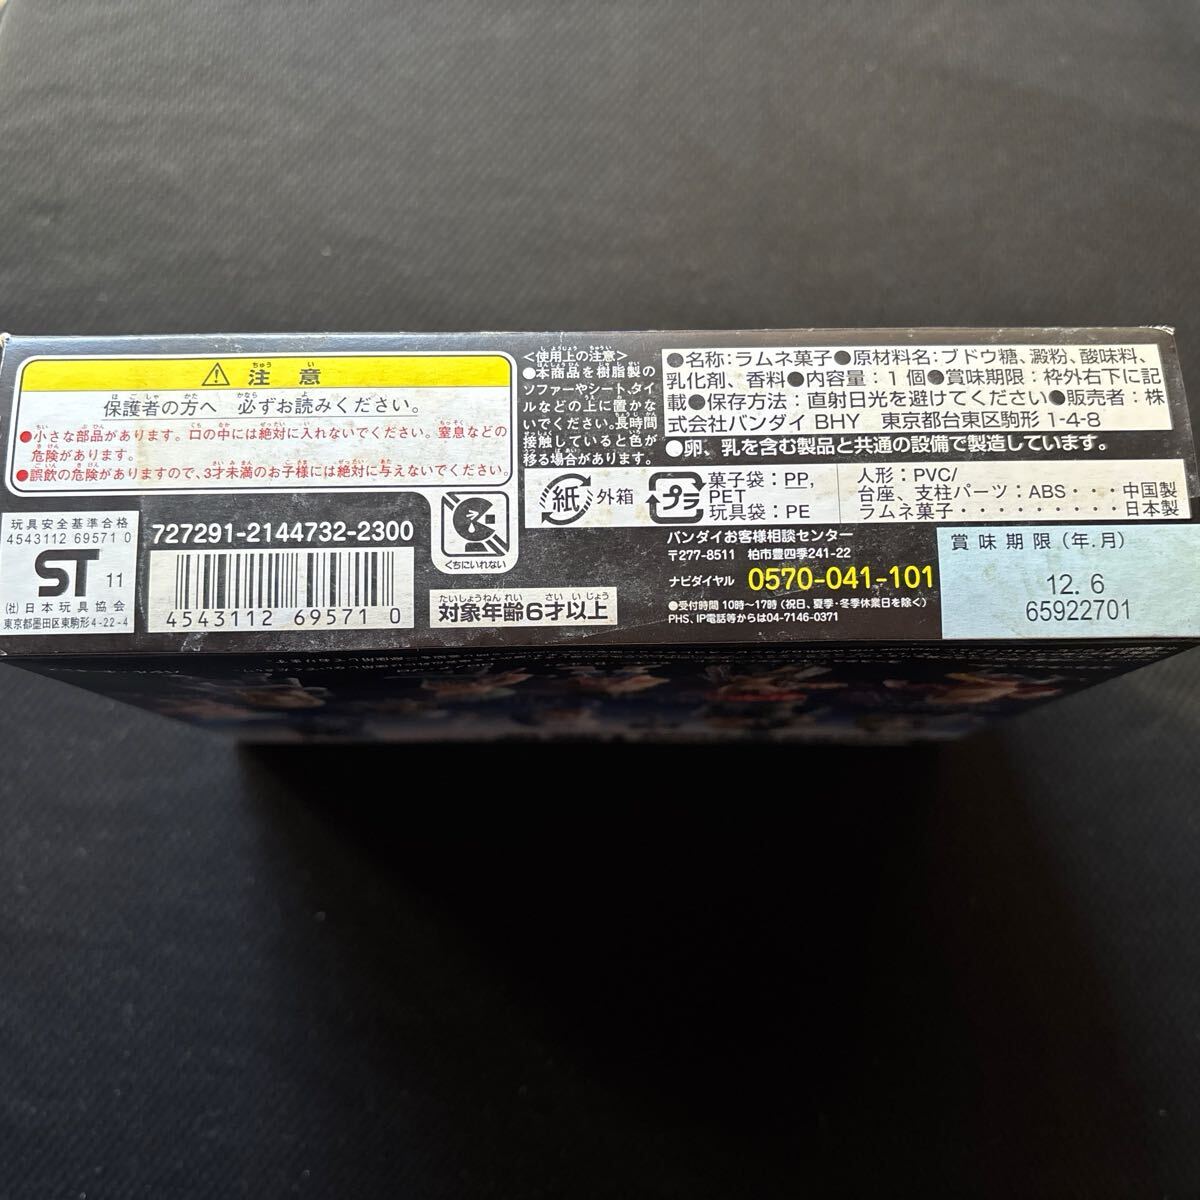 ⚠ 注意
保護者の方へ 必ずお読みください。
●小さな部品があります。口の中には絶対に入れないでください。窒息などの
危険があります。
●誤飲の危険がありますので、3才未満のお子様には絶対に与えないでください。
玩具安全基準合格
4543112 69571 0
ST 11
(社)日本玩具協会
東京都墨田区東駒形4-22-4
727291-2144732-2300
4543112 69571 0
くちにいれない
たいしょうねんれい さいいじょう
対象年齢6才以上
<使用上の注意>
●本商品を樹脂製の
ソファーやシート、タイ
ルなどの上に置かな
いでください。長時間
接触していると色が
移る場合があります。
●名称:ラムネ菓子●原材料名:ブドウ糖、澱粉、酸味料、
乳化剤、香料●内容量:1個●賞味期限:枠外右下に記
載●保存方法:直射日光を避けてください●販売者:株
式会社バンダイ BHY 東京都台東区駒形 1-4-8
●卵、乳を含む製品と共通の設備で製造しています。
紙 外箱
プラ 菓子袋:PP,
PET
玩具袋:PE
人形:PVC/
台座、支柱パーツ:ABS・・・中国製
ラムネ菓子・・・・・・・・・日本製
バンダイお客様相談センター
〒277-8511 柏市豊四季241-22
ナビダイヤル 0570-041-101
●受付時間 10時〜17時(祝日、夏季・冬季休業日を除く)
PHS、IP電話等からは04-7146-0371
賞味期限(年.月)
12. 6
65922701